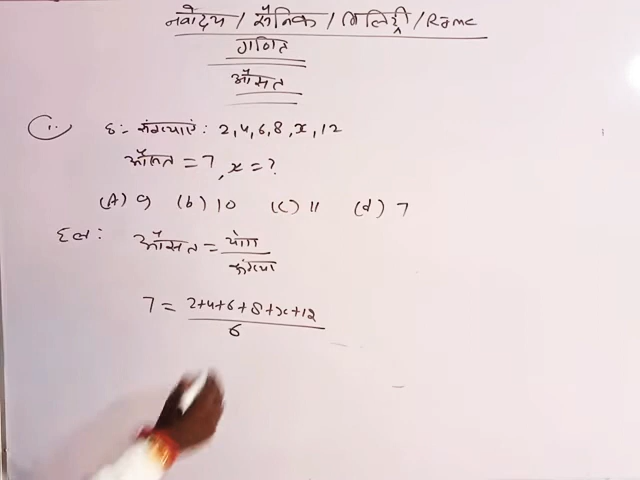 नवोदय / सैनिक / मलिट्री / Rimc
गणित
औसत
1. छः संख्याएं: 2,4,6,8,x,12
औसत = 7, x = ?
(A) 9 (b) 10 (c) 11 (d) 7
हल: औसत = योग / संख्या
7 = 2+4+6+8+x+12 / 6